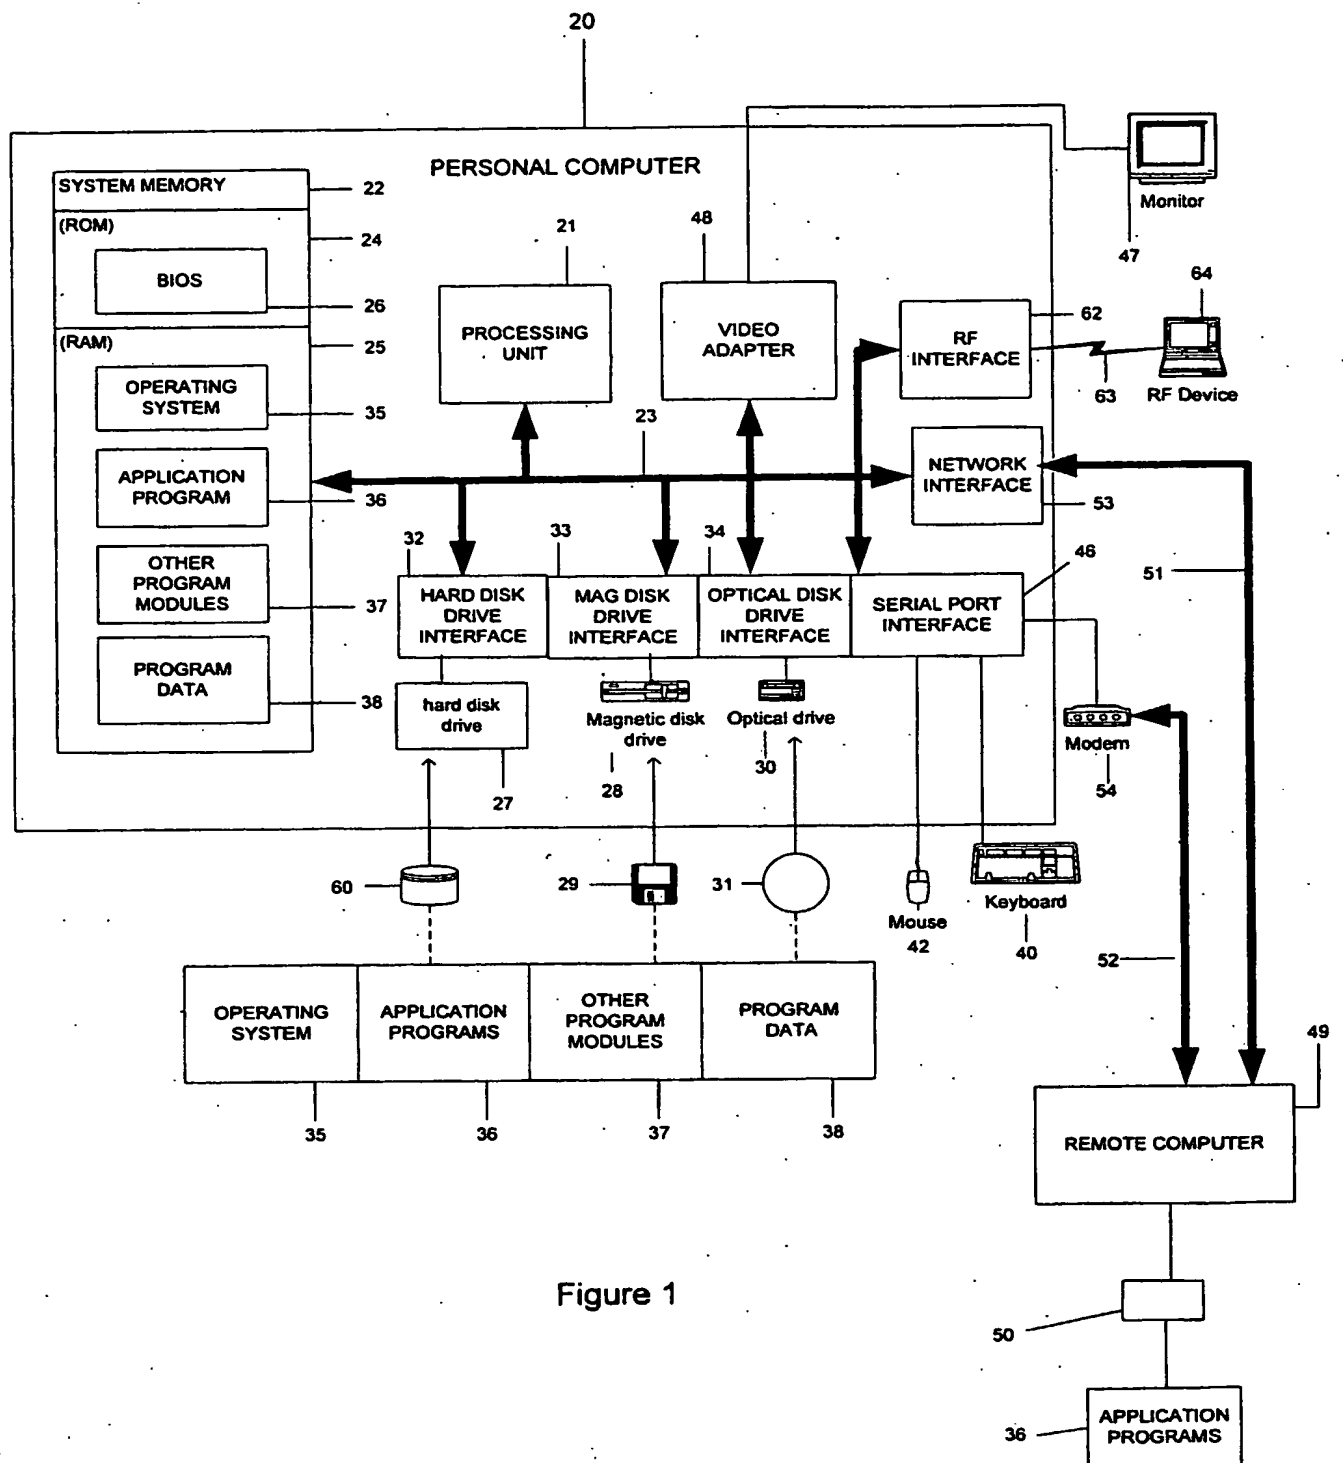 20
PERSONAL COMPUTER
SYSTEM MEMORY
22
(ROM)
24
BIOS
26
(RAM)
25
OPERATING
SYSTEM
35
APPLICATION
PROGRAM
36
OTHER
PROGRAM
MODULES
37
PROGRAM
DATA
38
21
PROCESSING
UNIT
48
VIDEO
ADAPTER
Monitor
47
62
RF
INTERFACE
63
64
RF Device
23
NETWORK
INTERFACE
53
51
32
HARD DISK
DRIVE
INTERFACE
33
MAG DISK
DRIVE
INTERFACE
34
OPTICAL DISK
DRIVE
INTERFACE
46
SERIAL PORT
INTERFACE
hard disk
drive
27
Magnetic disk
drive
28
Optical drive
30
Modem
54
60
29
31
Mouse
42
Keyboard
40
52
OPERATING
SYSTEM
APPLICATION
PROGRAMS
OTHER
PROGRAM
MODULES
PROGRAM
DATA
35
36
37
38
49
REMOTE COMPUTER
50
36
APPLICATION
PROGRAMS
Figure 1